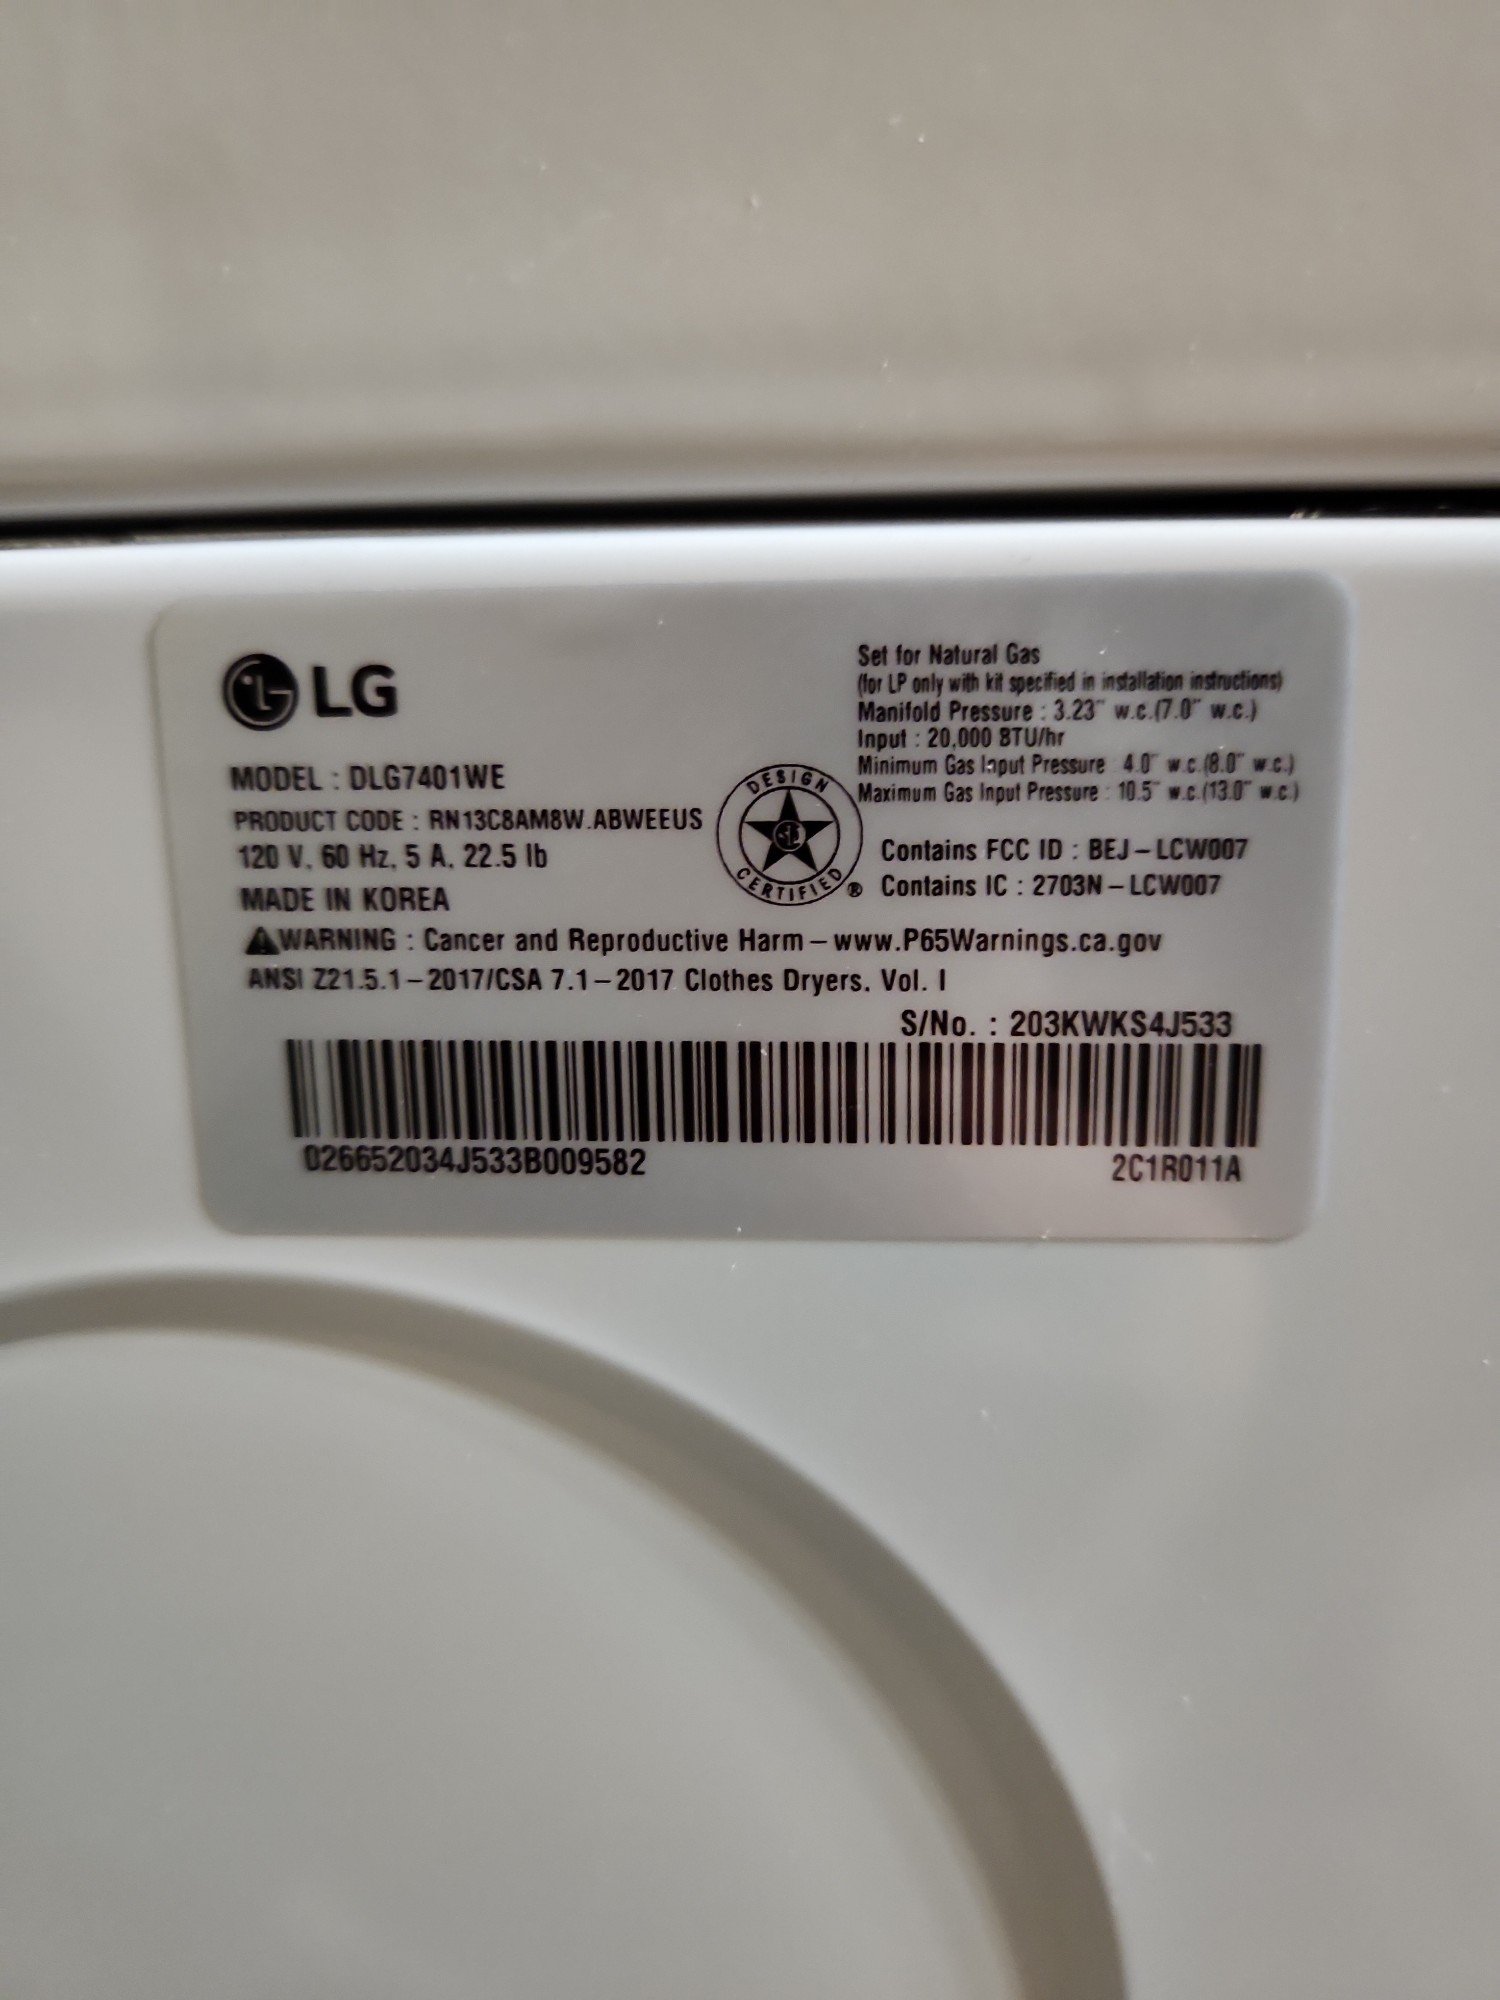 LG
MODEL : DLG7401WE
PRODUCT CODE : RN13C8AM8W.ABWEEUS
120 V, 60 Hz, 5 A, 22.5 lb
MADE IN KOREA
DESIGN
CERTIFIED
®
Set for Natural Gas
(for LP only with kit specified in installation instructions)
Manifold Pressure : 3.23" w.c.(7.0" w.c.)
Input : 20,000 BTU/hr
Minimum Gas Input Pressure : 4.0" w.c.(8.0" w.c.)
Maximum Gas Input Pressure : 10.5" w.c.(13.0" w.c.)
Contains FCC ID : BEJ-LCW007
Contains IC : 2703N-LCW007
WARNING : Cancer and Reproductive Harm – www.P65Warnings.ca.gov
ANSI Z21.5.1-2017/CSA 7.1-2017 Clothes Dryers, Vol. I
S/No. : 203KWKS4J533
026652034J533B009582
2C1R011A